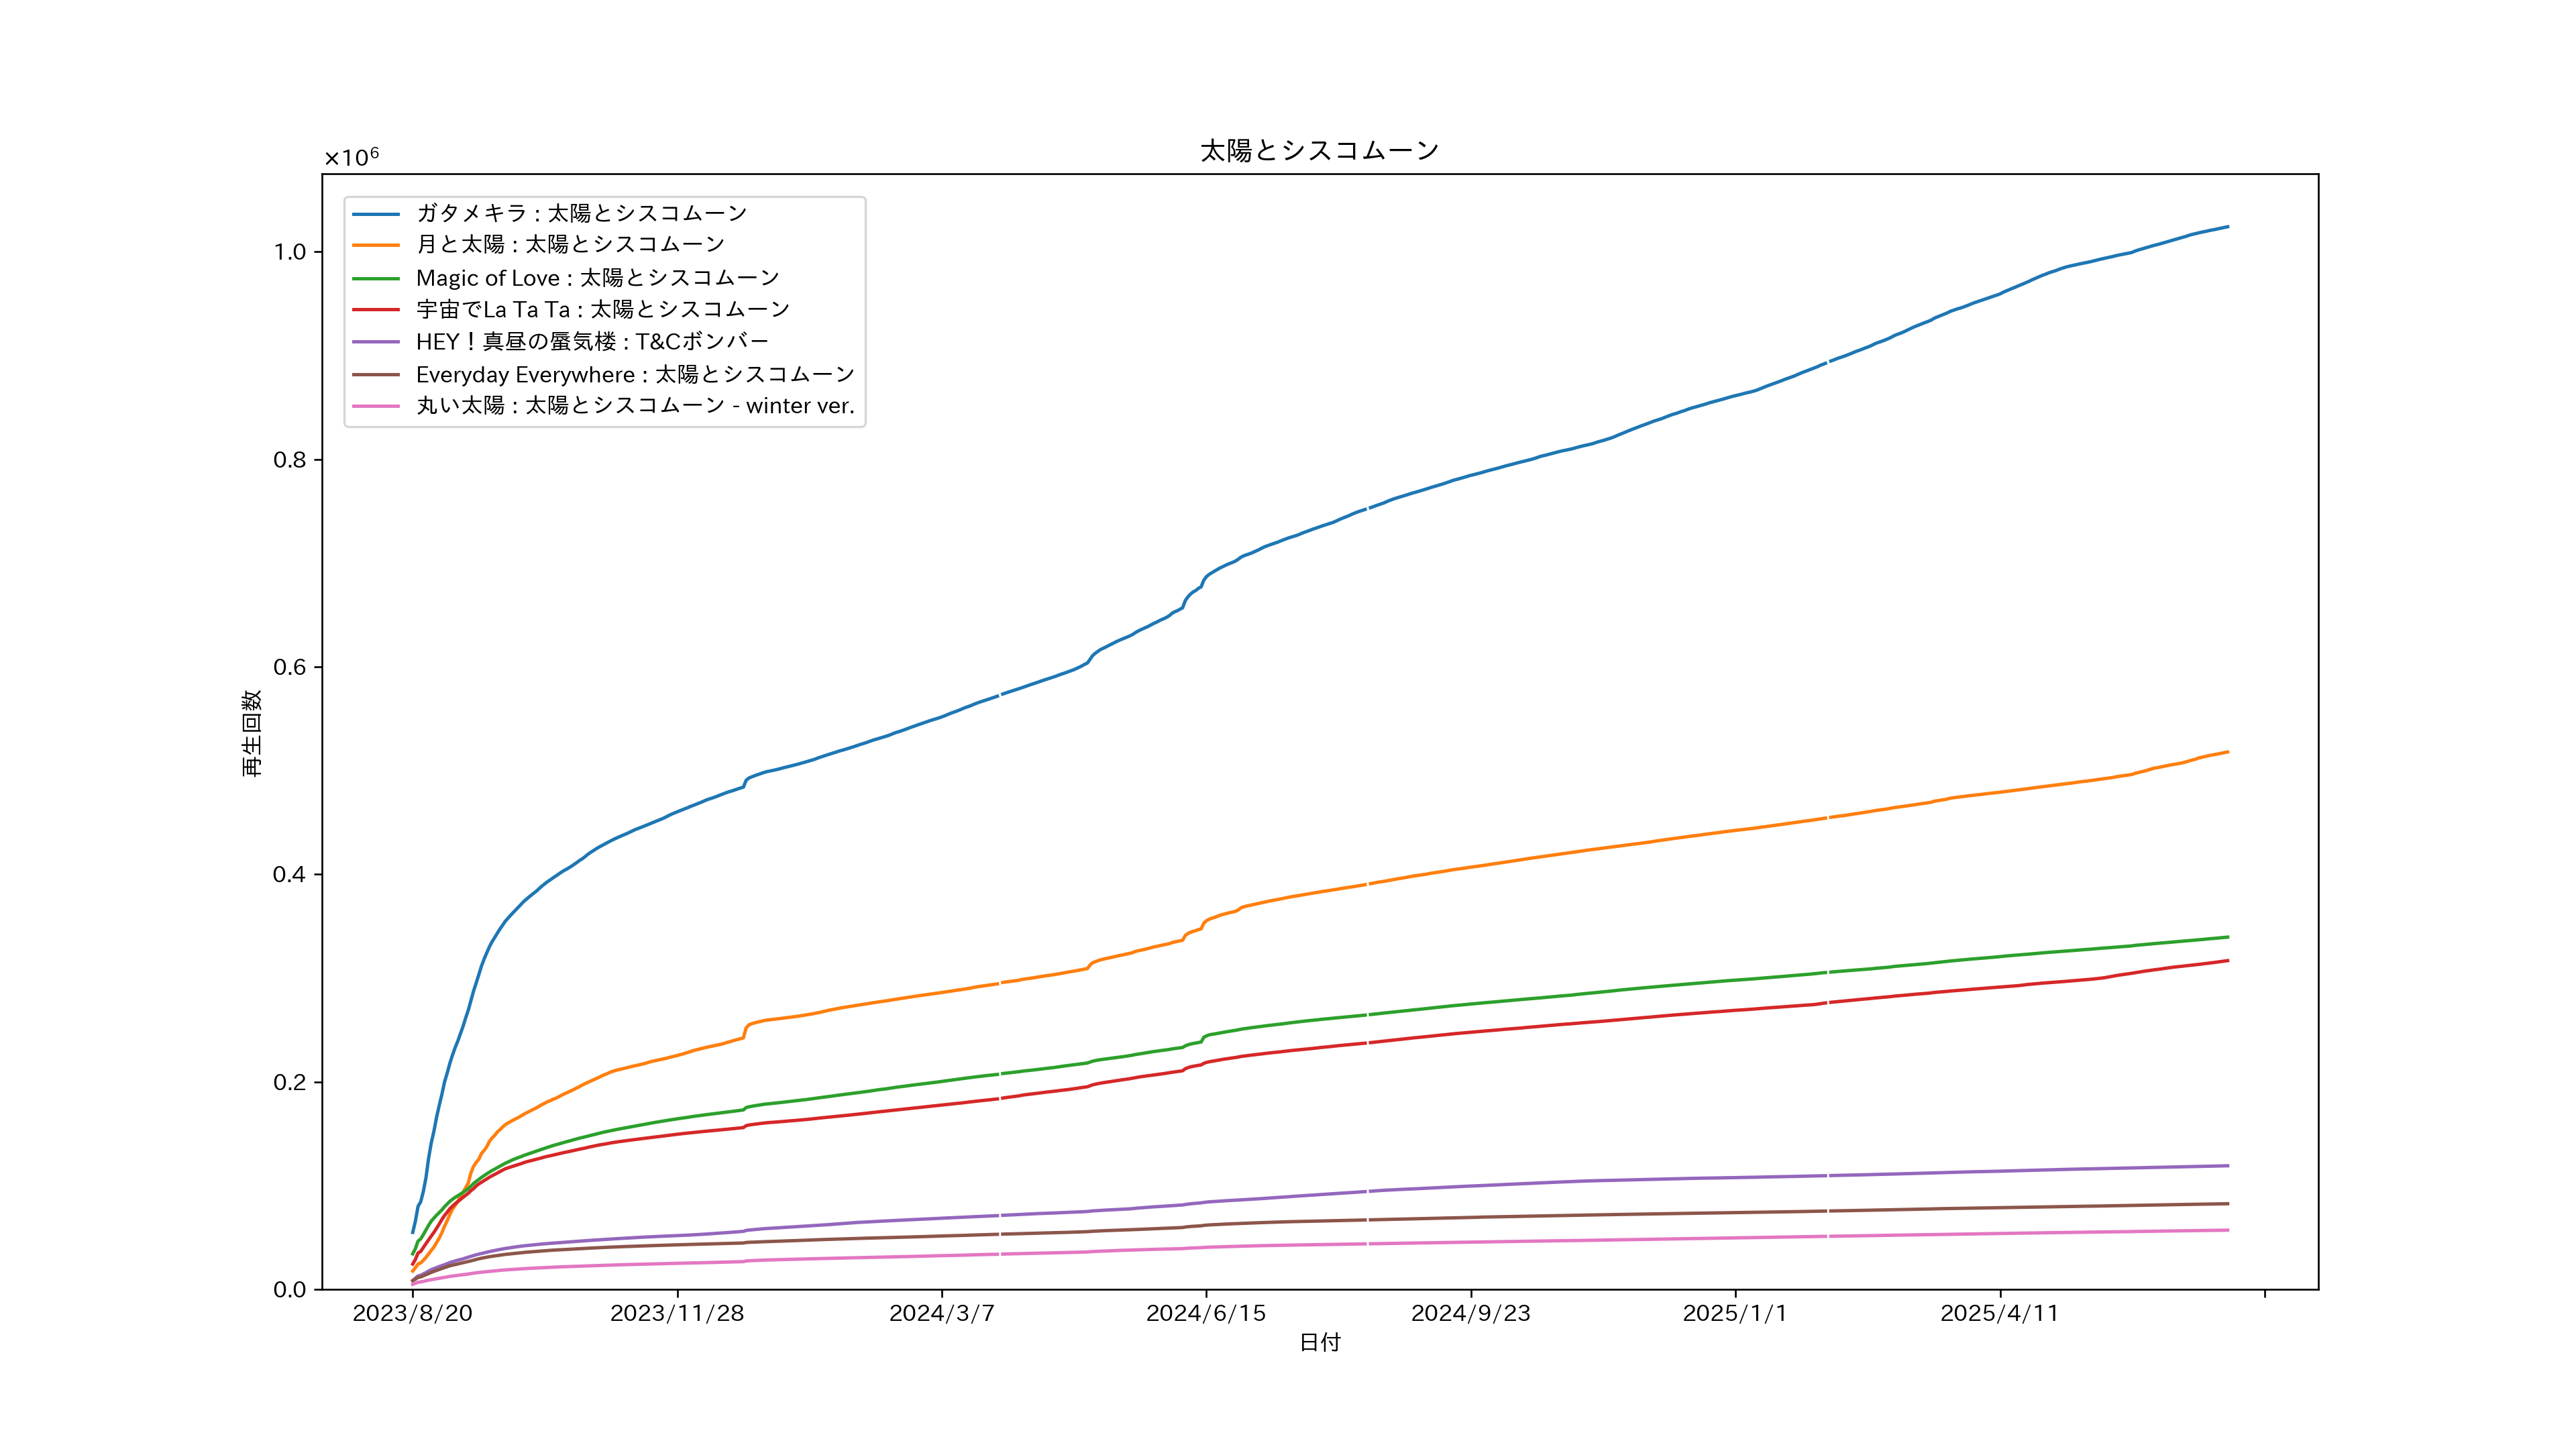 太陽とシスコムーン
×10⁶
ガタメキラ : 太陽とシスコムーン
月と太陽 : 太陽とシスコムーン
Magic of Love : 太陽とシスコムーン
宇宙でLa Ta Ta : 太陽とシスコムーン
HEY！真昼の蜃気楼 : T&Cボンバー
Everyday Everywhere : 太陽とシスコムーン
丸い太陽 : 太陽とシスコムーン - winter ver.
1.0
0.8
0.6
0.4
0.2
0.0
再生回数
2023/8/20 2023/11/28 2024/3/7 2024/6/15 2024/9/23 2025/1/1 2025/4/11
日付